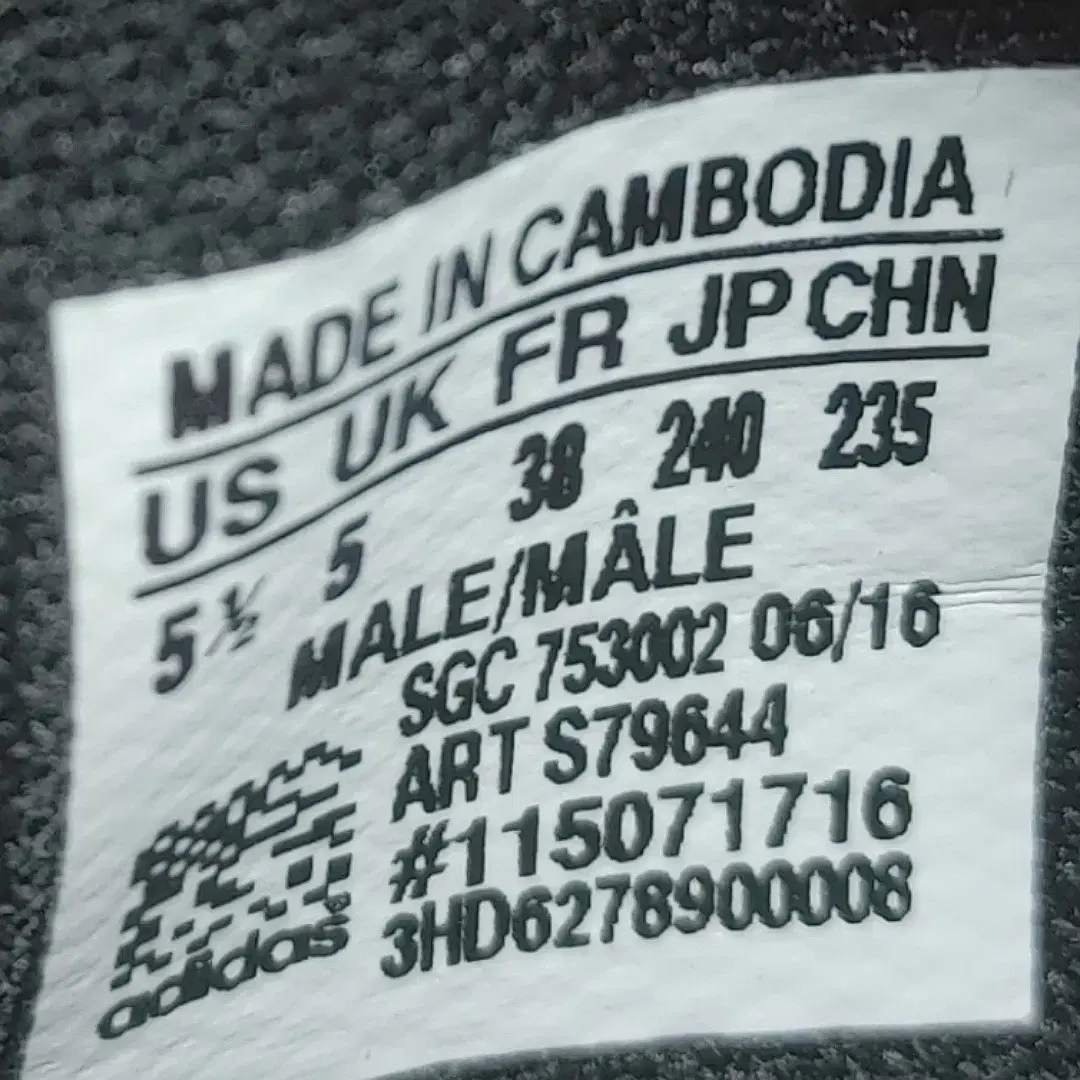 MADE IN CAMBODIA
US UK FR JP CHN
5½ 5 38 240 235
MALE/MÂLE
SGC 753002 06/16
ART S79644
#115071716
3HD6278900008
adidas